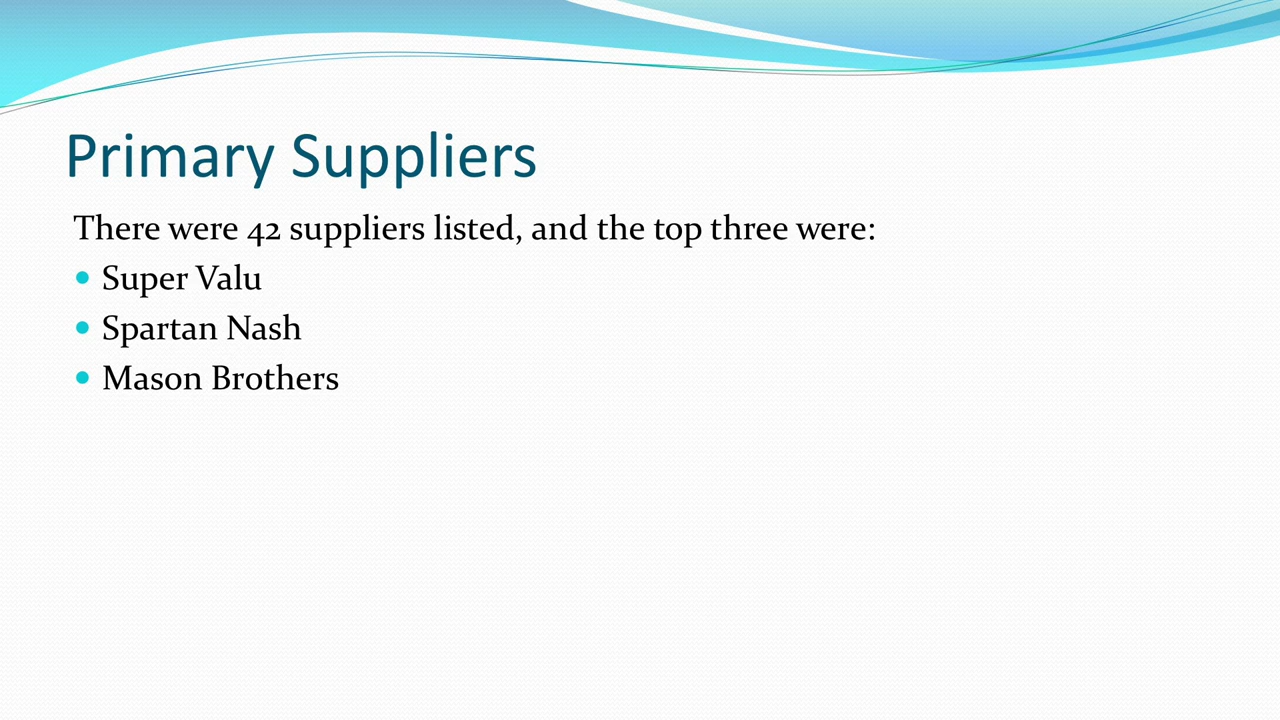 Primary Suppliers
There were 42 suppliers listed, and the top three were:
Super Valu
Spartan Nash
Mason Brothers